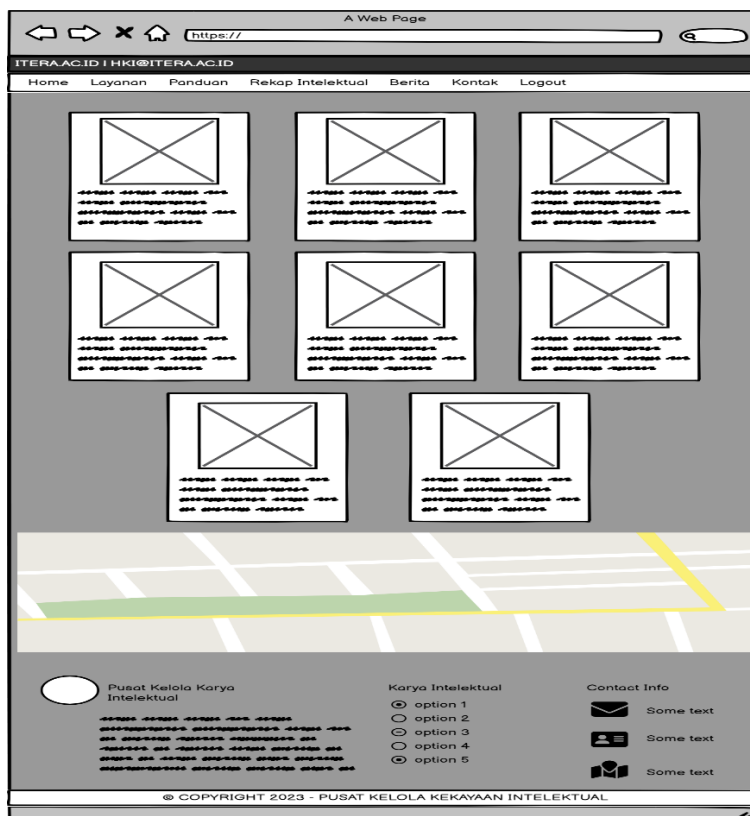 A Web Page
https://
ITERA.AC.ID I HKI@ITERA.AC.ID
Home Layanan Panduan Rekap Intelektual Berita Kontak Logout
Pusat Kelola Karya
Intelektual
Karya Intelektual
option 1
option 2
option 3
option 4
option 5
Contact Info
Some text
Some text
Some text
© COPYRIGHT 2023 - PUSAT KELOLA KEKAYAAN INTELEKTUAL